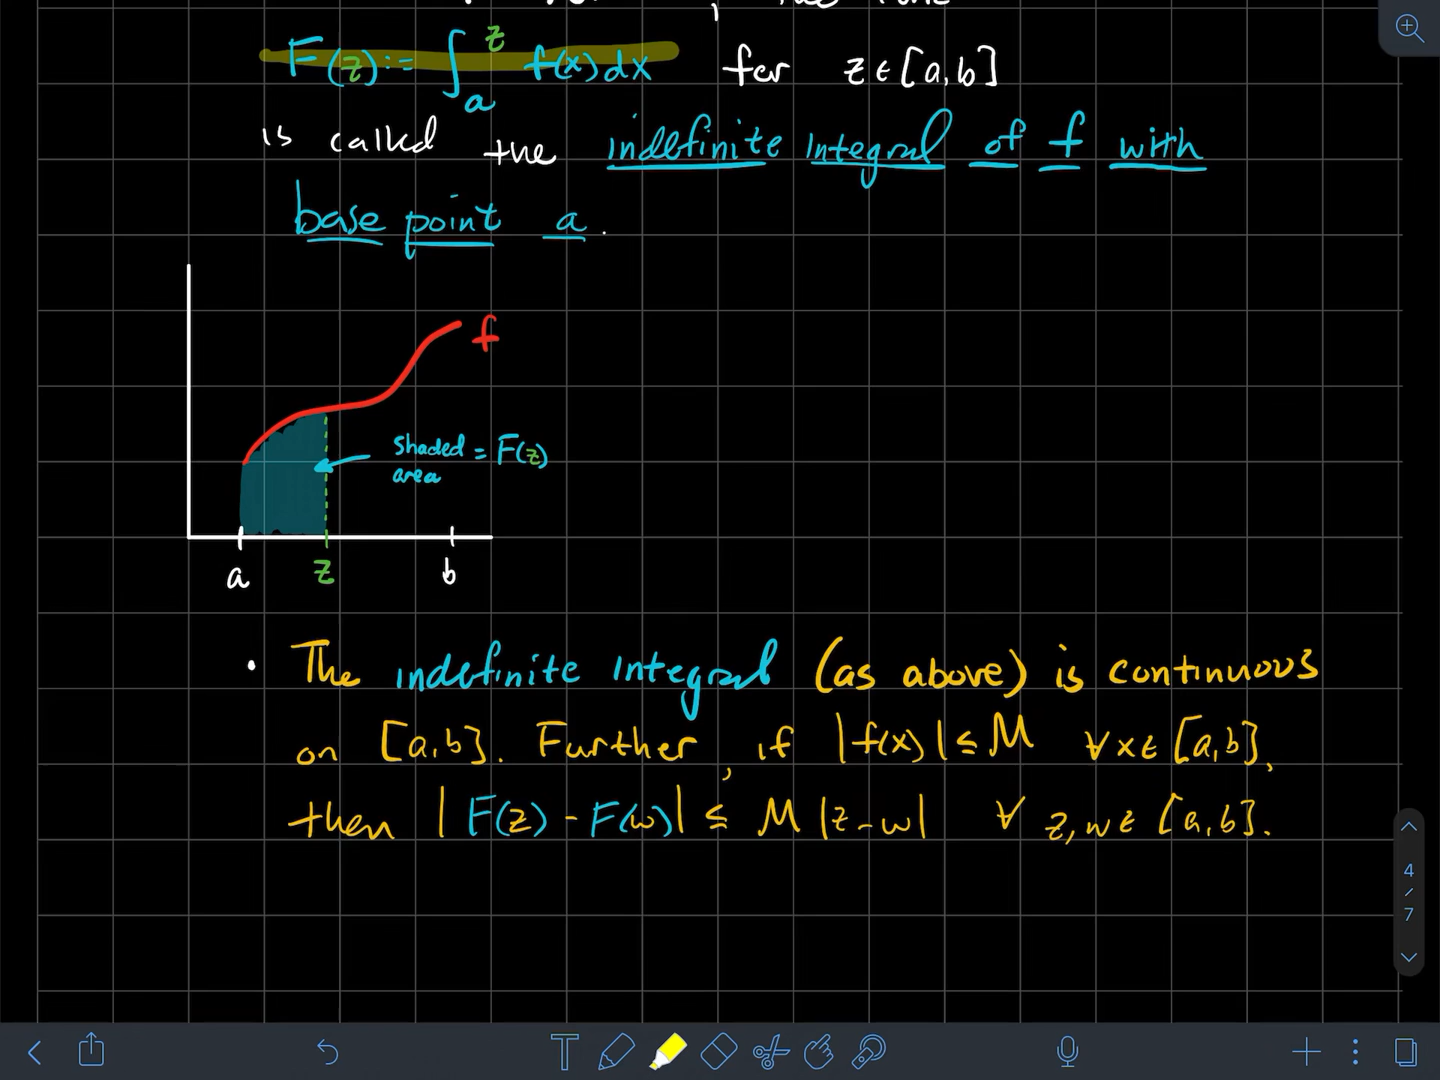 F(z) := ∫_a^z f(x)dx for z ∈ [a,b]
is called the indefinite integral of f with
base point a.
f
shaded = F(z)
area
a z b
• The indefinite integral (as above) is continuous
on [a,b]. Further, if |f(x)| ≤ M ∀ x ∈ [a,b],
then |F(z) - F(w)| ≤ M |z-w| ∀ z,w ∈ [a,b].
4
/
7
T